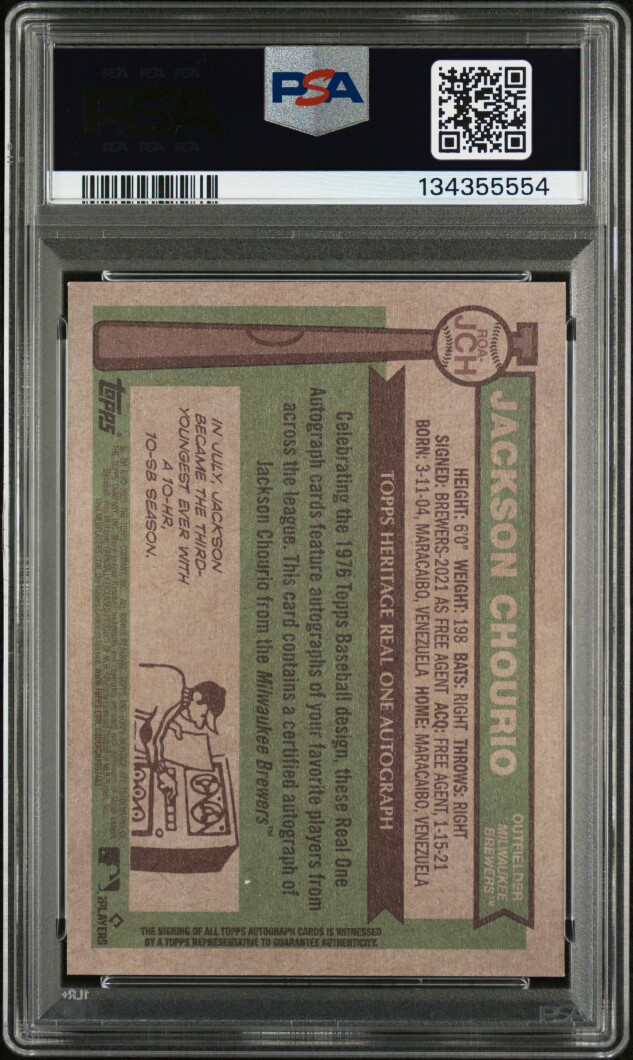 PSA
134355554
ROA-
JCH
JACKSON CHOURIO
OUTFIELDER
MILWAUKEE
BREWERS™
HEIGHT: 6'0" WEIGHT: 198 BATS: RIGHT THROWS: RIGHT
SIGNED: BREWERS-2021 AS FREE AGENT ACQ: FREE AGENT, 1-15-21
BORN: 3-11-04, MARACAIBO, VENEZUELA HOME: MARACAIBO, VENEZUELA
TOPPS HERITAGE REAL ONE AUTOGRAPH
Celebrating the 1976 Topps Baseball design, these Real One
Autograph cards feature autographs of your favorite players from
across the league. This card contains a certified autograph of
Jackson Chourio from the Milwaukee Brewers™
IN JULY, JACKSON
BECAME THE THIRD-
YOUNGEST EVER WITH
A 10-HR,
10-SB SEASON.
topps
PLAYERS
THE SIGNING OF ALL TOPPS AUTOGRAPH CARDS IS WITNESSED
BY A TOPPS REPRESENTATIVE TO GUARANTEE AUTHENTICITY.